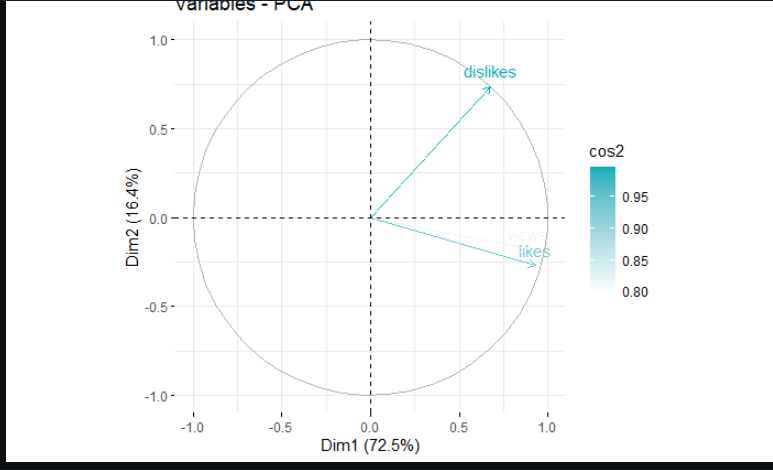 Variables - PCA
1.0
0.5
0.0
-0.5
-1.0
Dim2 (16.4%)
dislikes
views
likes
-1.0 -0.5 0.0 0.5 1.0
Dim1 (72.5%)
cos2
0.95
0.90
0.85
0.80